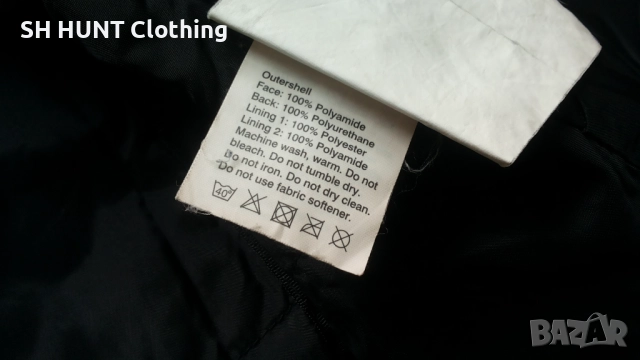 SH HUNT Clothing
Outershell
Face: 100% Polyamide
Back: 100% Polyurethane
Lining 1: 100% Polyester
Lining 2: 100% Polyamide
Machine wash, warm. Do not
bleach. Do not tumble dry.
Do not iron. Do not dry clean.
Do not use fabric softener.
40°
BAZAR